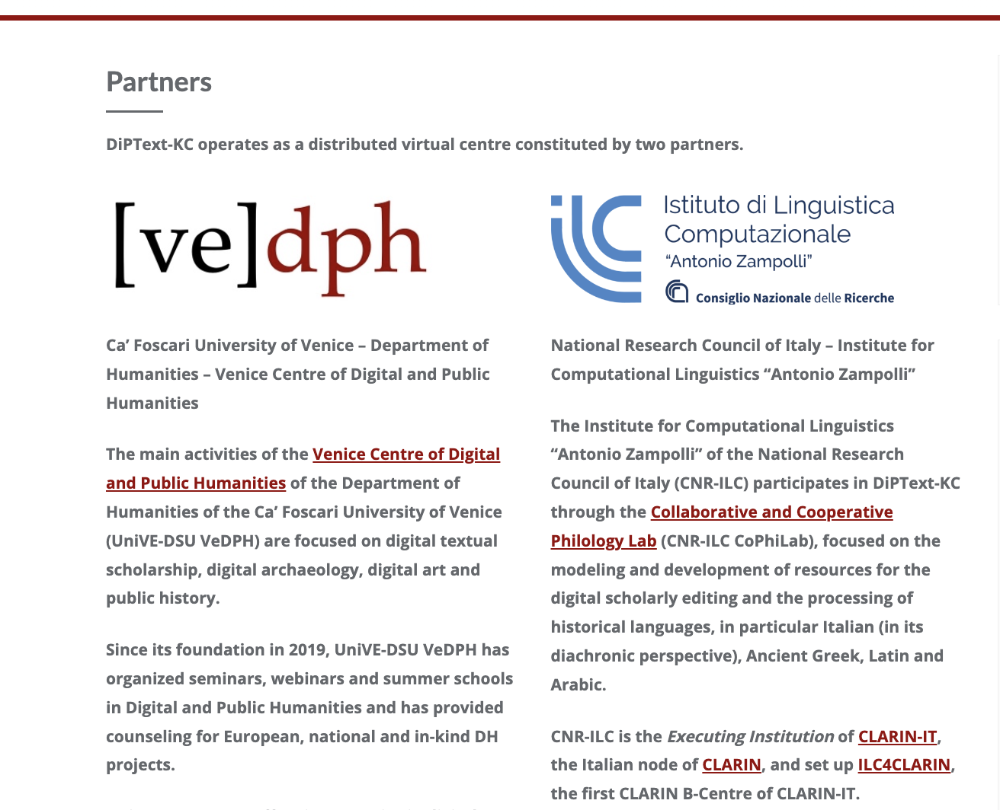 Partners
DiPText-KC operates as a distributed virtual centre constituted by two partners.
[ve]dph
Ca’ Foscari University of Venice – Department of
Humanities – Venice Centre of Digital and Public
Humanities
The main activities of the Venice Centre of Digital
and Public Humanities of the Department of
Humanities of the Ca’ Foscari University of Venice
(UniVE-DSU VeDPH) are focused on digital textual
scholarship, digital archaeology, digital art and
public history.
Since its foundation in 2019, UniVE-DSU VeDPH has
organized seminars, webinars and summer schools
in Digital and Public Humanities and has provided
counseling for European, national and in-kind DH
projects.
ilc
Istituto di Linguistica
Computazionale
“Antonio Zampolli”
Consiglio Nazionale delle Ricerche
National Research Council of Italy – Institute for
Computational Linguistics “Antonio Zampolli”
The Institute for Computational Linguistics
“Antonio Zampolli” of the National Research
Council of Italy (CNR-ILC) participates in DiPText-KC
through the Collaborative and Cooperative
Philology Lab (CNR-ILC CoPhiLab), focused on the
modeling and development of resources for the
digital scholarly editing and the processing of
historical languages, in particular Italian (in its
diachronic perspective), Ancient Greek, Latin and
Arabic.
CNR-ILC is the Executing Institution of CLARIN-IT,
the Italian node of CLARIN, and set up ILC4CLARIN,
the first CLARIN B-Centre of CLARIN-IT.